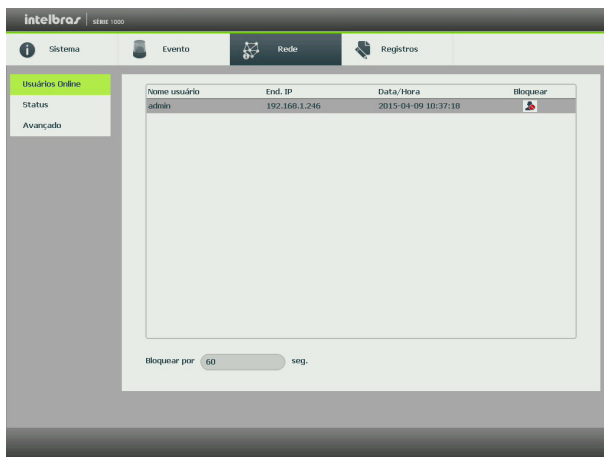 intelbras SÉRIE 1000
Sistema Evento Rede Registros
Usuários Online
Status
Avançado
Nome usuário End. IP Data/Hora Bloquear
admin 192.168.1.246 2015-04-09 10:37:18
Bloquear por 60 seg.